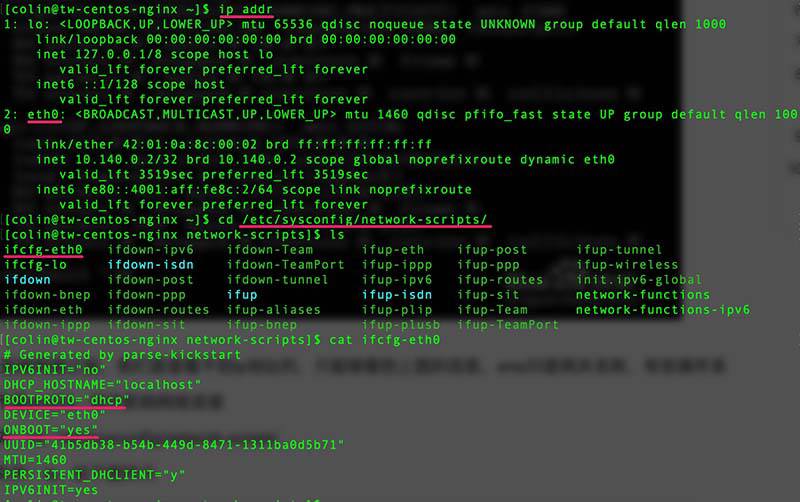 [colin@tw-centos-nginx ~]$ ip addr
1: lo: <LOOPBACK,UP,LOWER_UP> mtu 65536 qdisc noqueue state UNKNOWN group default qlen 1000
link/loopback 00:00:00:00:00:00 brd 00:00:00:00:00:00
inet 127.0.0.1/8 scope host lo
valid_lft forever preferred_lft forever
inet6 ::1/128 scope host
valid_lft forever preferred_lft forever
2: eth0: <BROADCAST,MULTICAST,UP,LOWER_UP> mtu 1460 qdisc pfifo_fast state UP group default qlen 100
0
link/ether 42:01:0a:8c:00:02 brd ff:ff:ff:ff:ff:ff
inet 10.140.0.2/32 brd 10.140.0.2 scope global noprefixroute dynamic eth0
valid_lft 3519sec preferred_lft 3519sec
inet6 fe80::4001:aff:fe8c:2/64 scope link noprefixroute
valid_lft forever preferred_lft forever
[colin@tw-centos-nginx ~]$ cd /etc/sysconfig/network-scripts/
[colin@tw-centos-nginx network-scripts]$ ls
ifcfg-eth0 ifdown-ipv6 ifdown-Team ifup-eth ifup-post ifup-tunnel
ifcfg-lo ifdown-isdn ifdown-TeamPort ifup-ippp ifup-ppp ifup-wireless
ifdown ifdown-post ifdown-tunnel ifup-ipv6 ifup-routes init.ipv6-global
ifdown-bnep ifdown-ppp ifup ifup-isdn ifup-sit network-functions
ifdown-eth ifdown-routes ifup-aliases ifup-plip ifup-Team network-functions-ipv6
ifdown-ippp ifdown-sit ifup-bnep ifup-plusb ifup-TeamPort
[colin@tw-centos-nginx network-scripts]$ cat ifcfg-eth0
# Generated by parse-kickstart
IPV6INIT="no"
DHCP_HOSTNAME="localhost"
BOOTPROTO="dhcp"
DEVICE="eth0"
ONBOOT="yes"
UUID="41b5db38-b54b-449d-8471-1311ba0d5b71"
MTU=1460
PERSISTENT_DHCLIENT="y"
IPV6INIT=yes